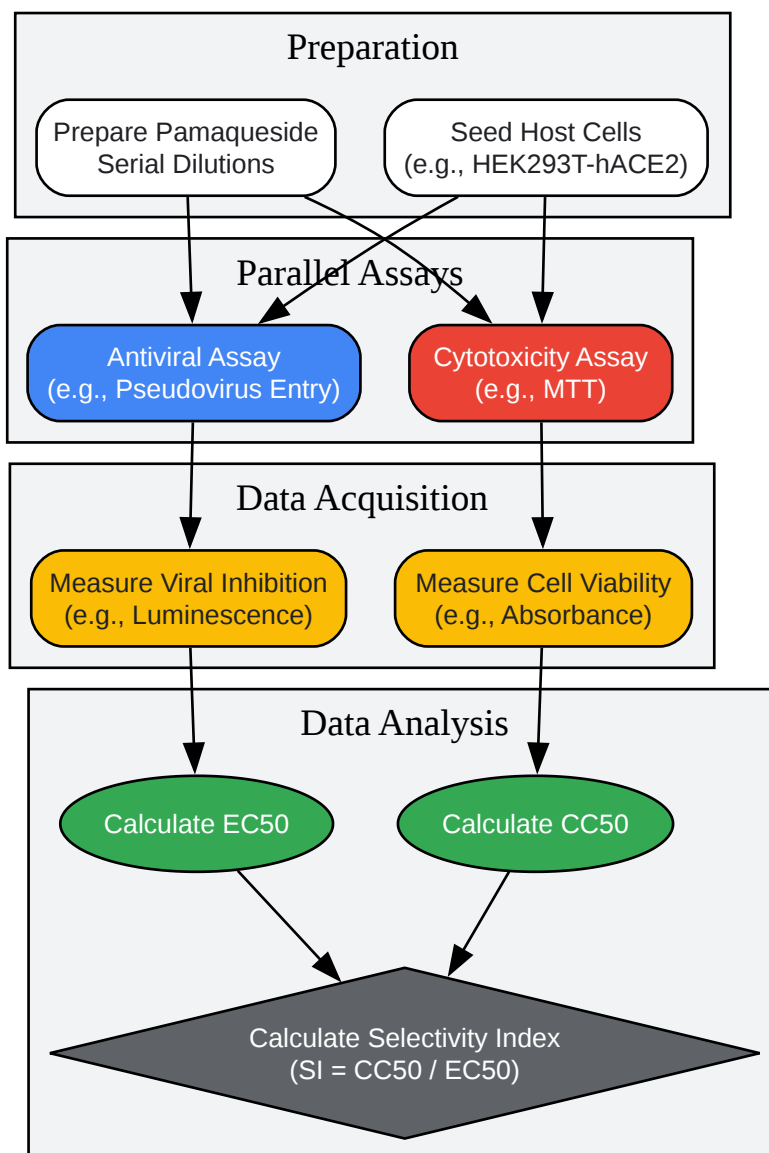 Preparation
Prepare Pamaqueside
Serial Dilutions
Seed Host Cells
(e.g., HEK293T-hACE2)
Parallel Assays
Antiviral Assay
(e.g., Pseudovirus Entry)
Cytotoxicity Assay
(e.g., MTT)
Data Acquisition
Measure Viral Inhibition
(e.g., Luminescence)
Measure Cell Viability
(e.g., Absorbance)
Data Analysis
Calculate EC50
Calculate CC50
Calculate Selectivity Index
(SI = CC50 / EC50)